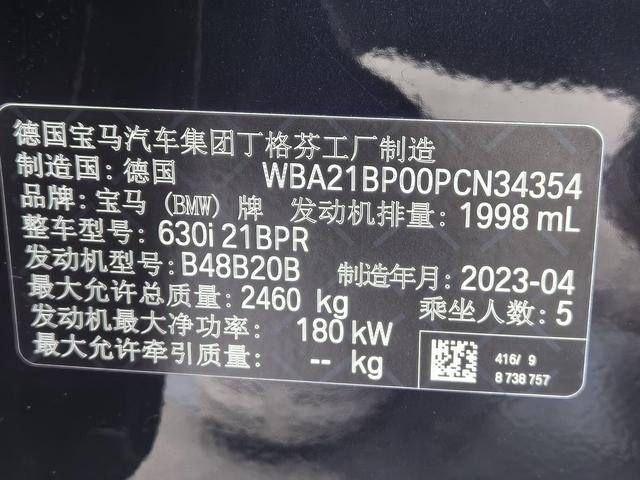 德国宝马汽车集团丁格芬工厂制造
制造国: 德国 WBA21BP00PCN34354
品牌: 宝马 (BMW) 牌 发动机排量: 1998 mL
整车型号: 630i 21BPR
发动机型号: B48B20B 制造年月: 2023-04
最大允许总质量: 2460 kg 乘坐人数: 5
发动机最大净功率: 180 kW
最大允许牵引质量: -- kg
416/ 9
8 738 757